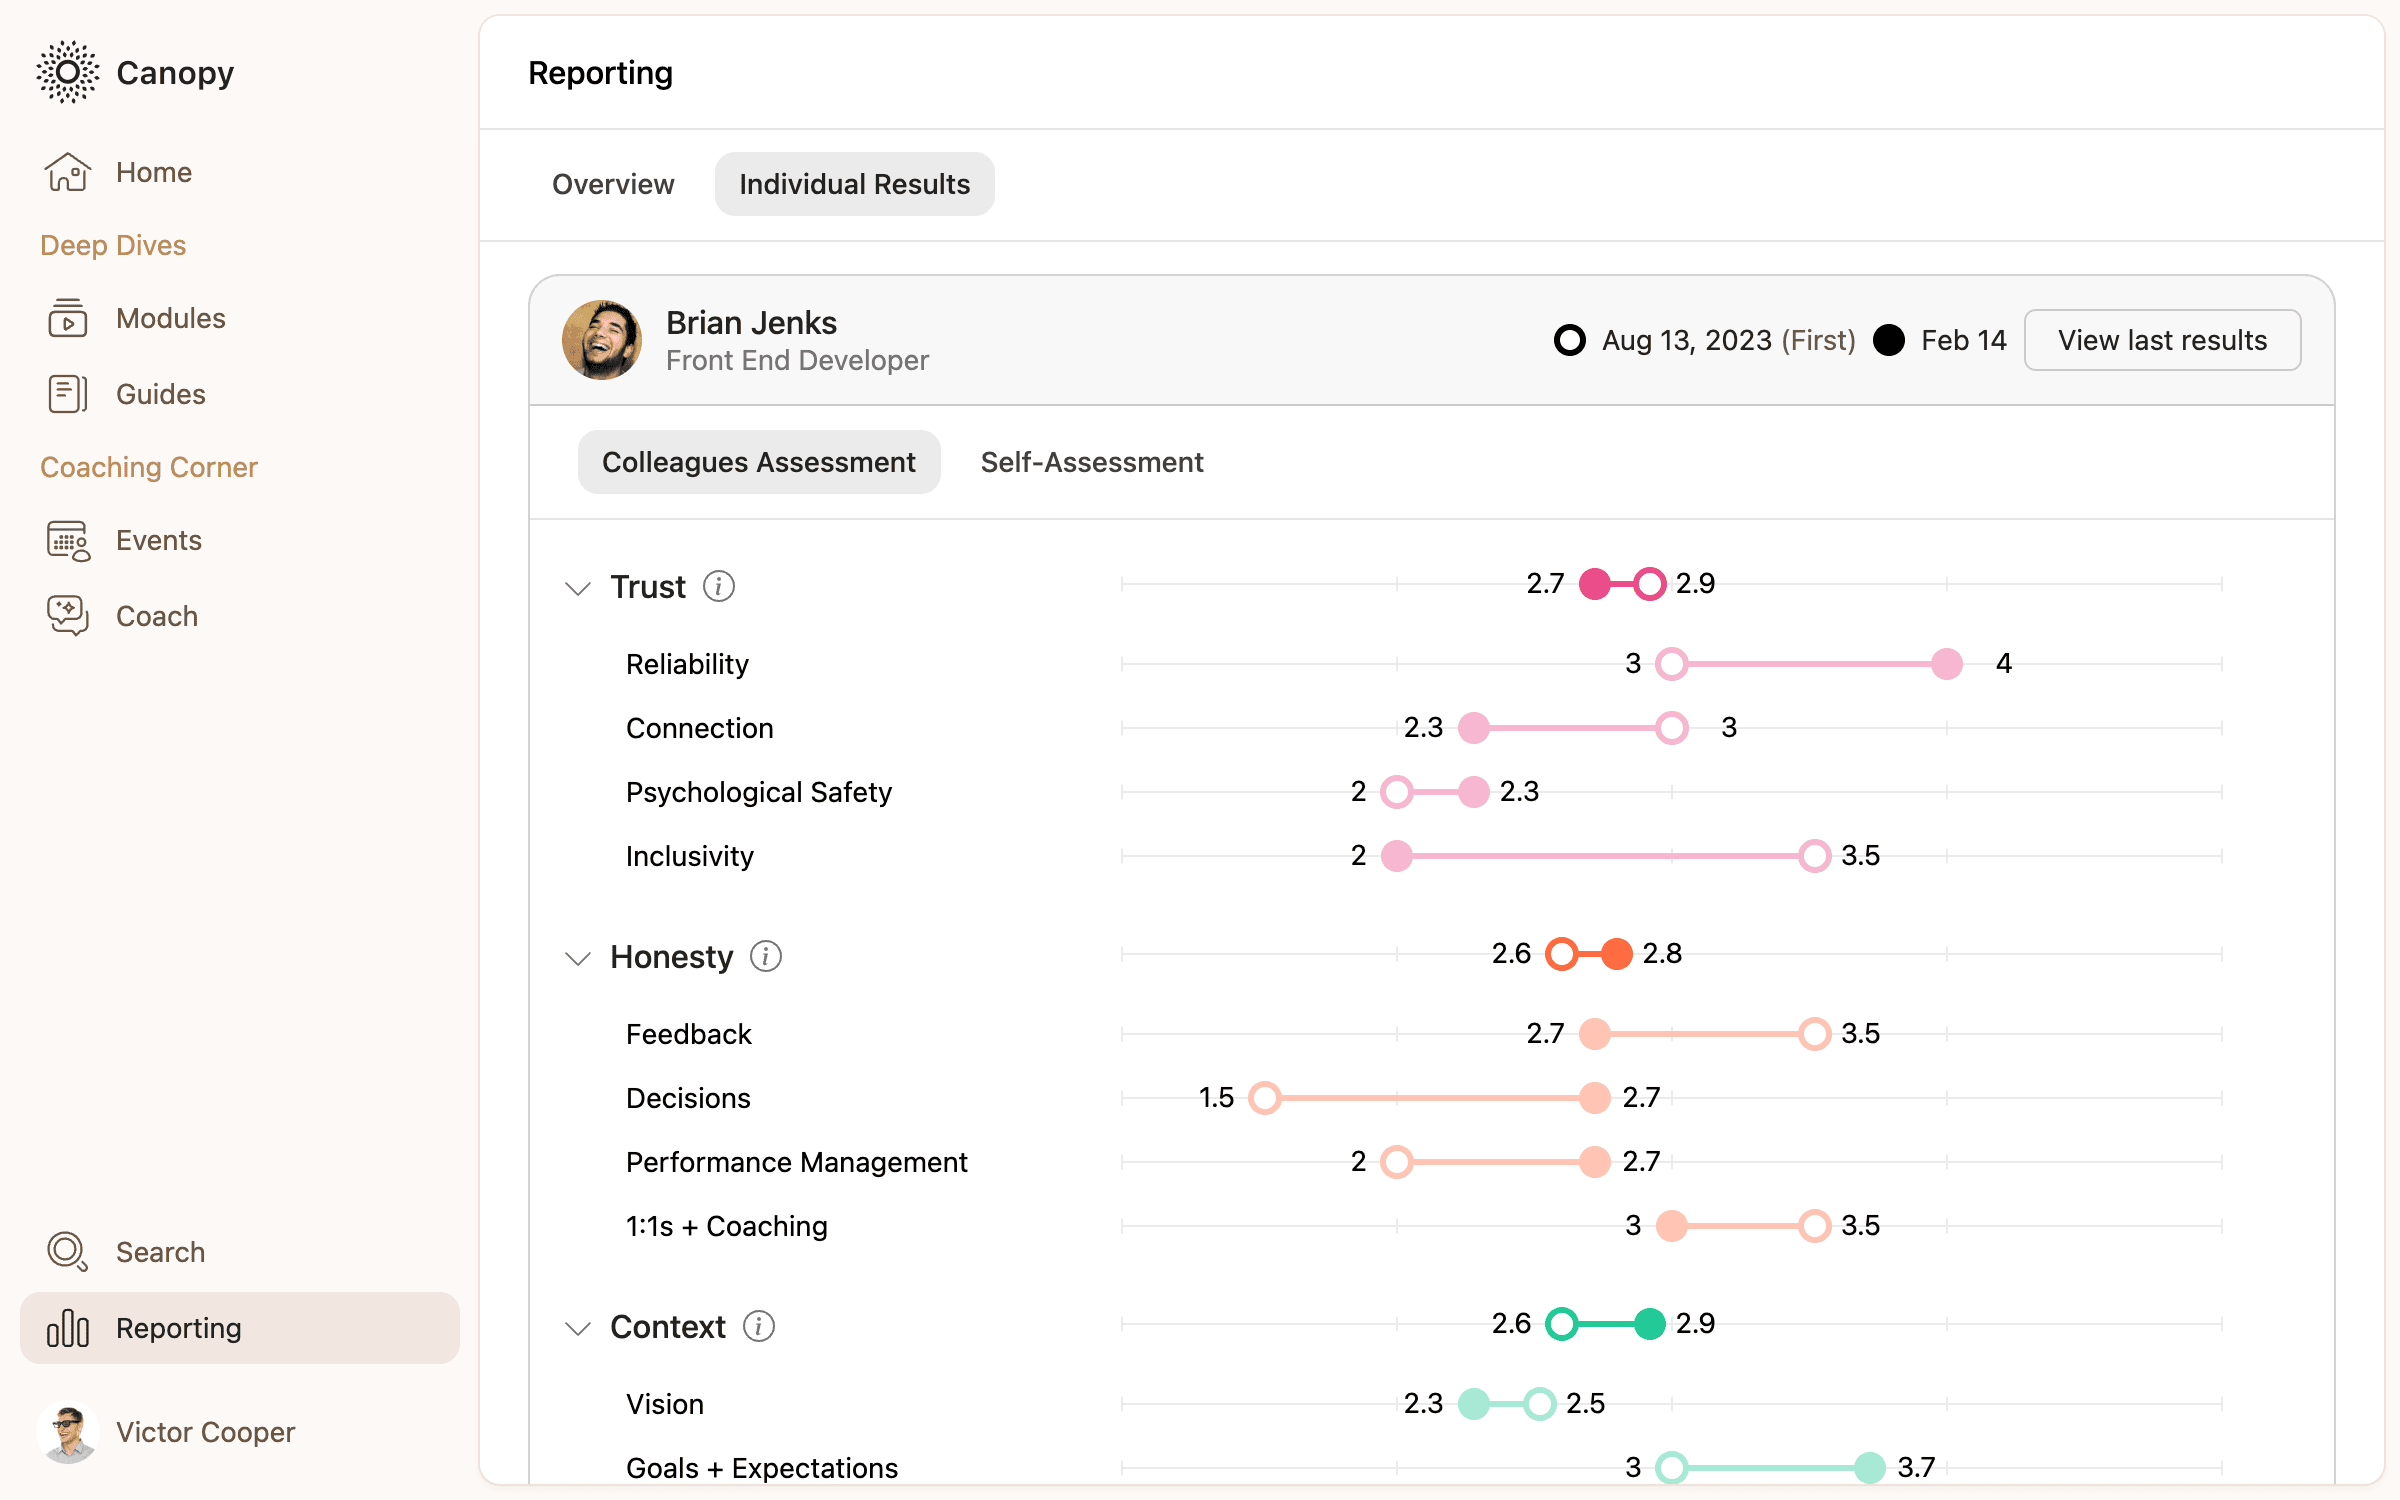 Canopy
Home
Deep Dives
Modules
Guides
Coaching Corner
Events
Coach
Search
Reporting
Victor Cooper
Reporting
Overview Individual Results
Brian Jenks
Front End Developer
Aug 13, 2023 (First) Feb 14 View last results
Colleagues Assessment Self-Assessment
Trust i 2.7 2.9
Reliability 3 4
Connection 2.3 3
Psychological Safety 2 2.3
Inclusivity 2 3.5
Honesty i 2.6 2.8
Feedback 2.7 3.5
Decisions 1.5 2.7
Performance Management 2 2.7
1:1s + Coaching 3 3.5
Context i 2.6 2.9
Vision 2.3 2.5
Goals + Expectations 3 3.7